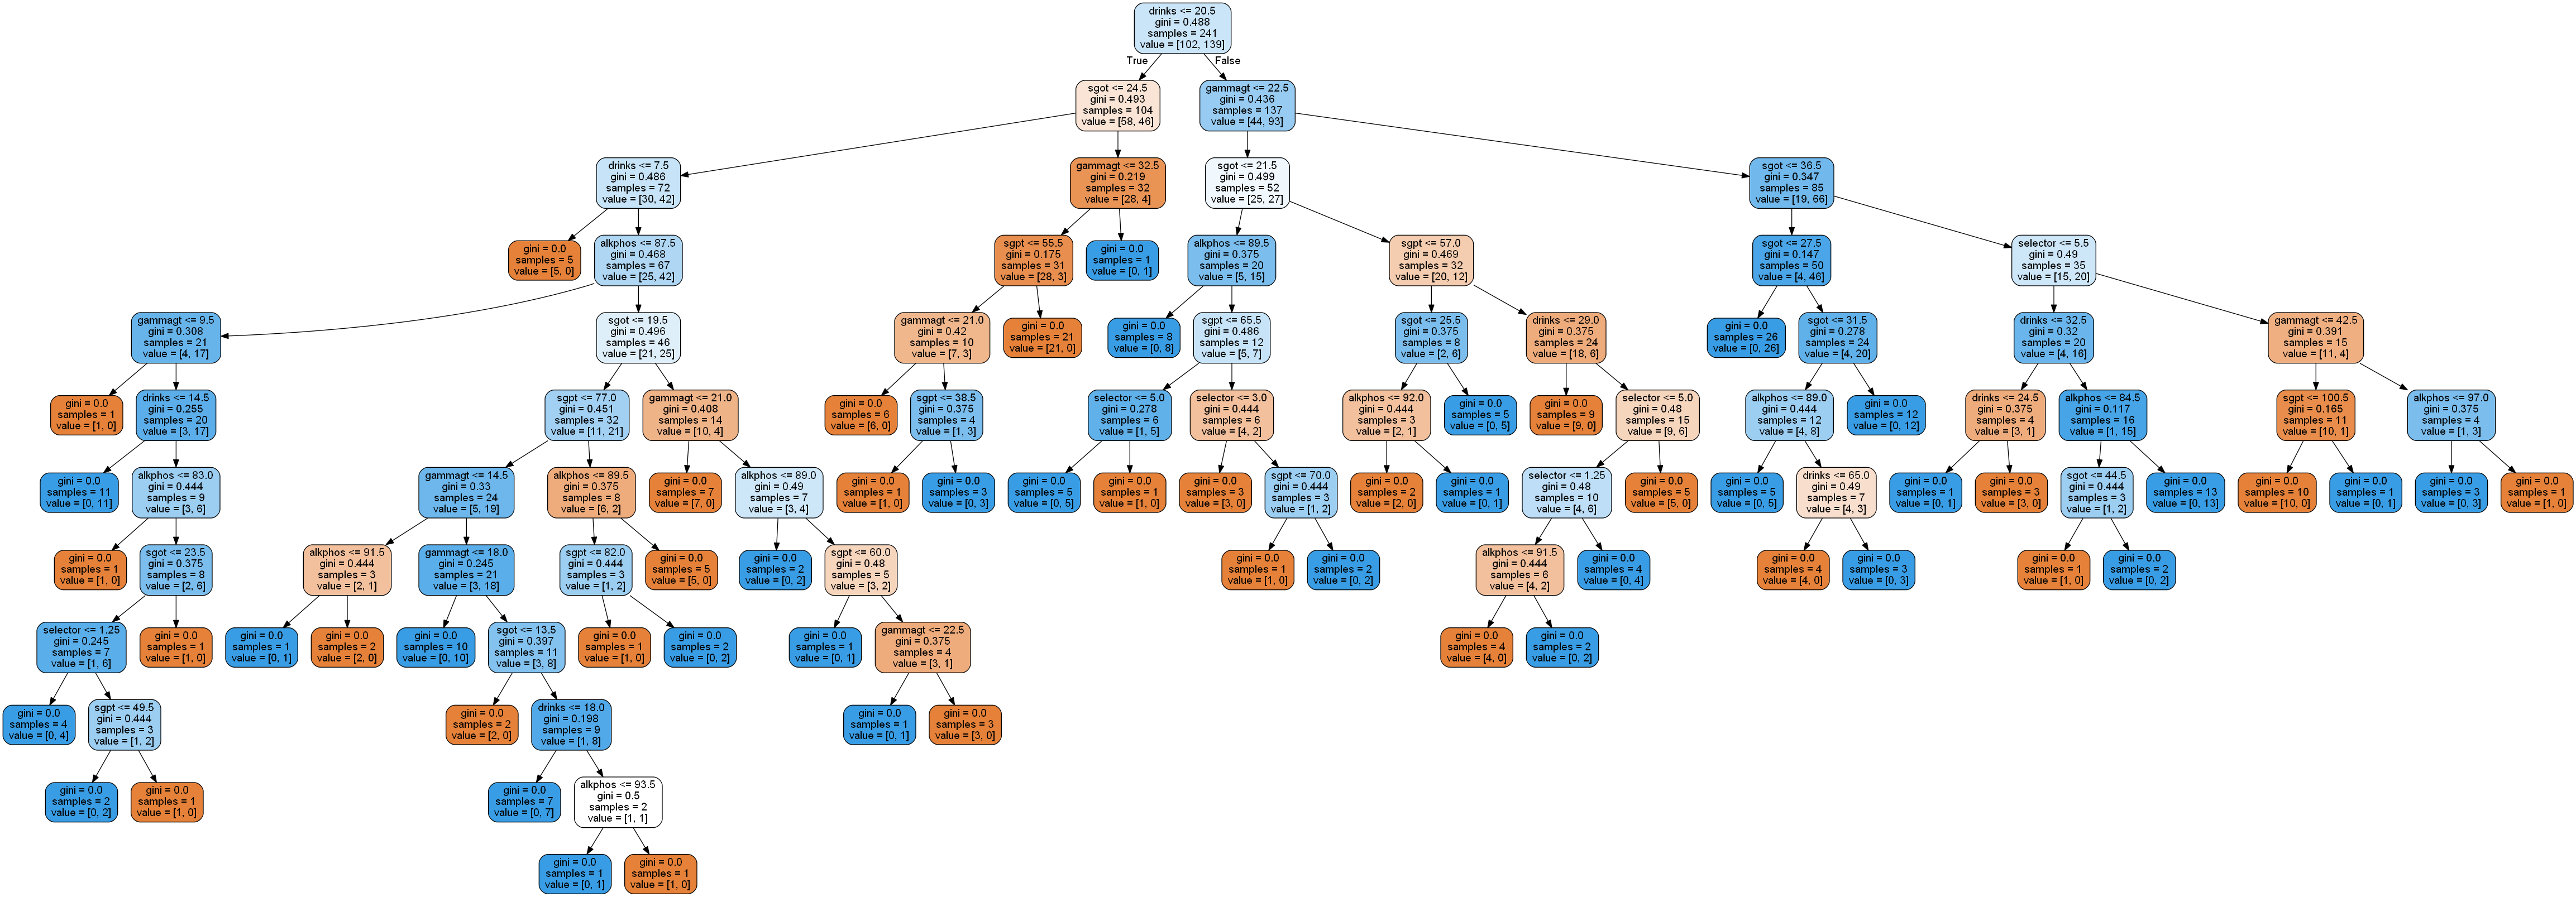 drinks <= 20.5
gini = 0.488
samples = 241
value = [102, 139]
True
False
sgot <= 24.5
gini = 0.493
samples = 104
value = [58, 46]
gammagt <= 22.5
gini = 0.436
samples = 137
value = [44, 93]
drinks <= 7.5
gini = 0.486
samples = 72
value = [30, 42]
gammagt <= 32.5
gini = 0.219
samples = 32
value = [28, 4]
sgot <= 21.5
gini = 0.499
samples = 52
value = [25, 27]
sgot <= 36.5
gini = 0.347
samples = 85
value = [19, 66]
gini = 0.0
samples = 5
value = [5, 0]
alkphos <= 87.5
gini = 0.468
samples = 67
value = [25, 42]
sgpt <= 55.5
gini = 0.175
samples = 31
value = [28, 3]
gini = 0.0
samples = 1
value = [0, 1]
alkphos <= 89.5
gini = 0.375
samples = 20
value = [5, 15]
sgpt <= 57.0
gini = 0.469
samples = 32
value = [20, 12]
sgot <= 27.5
gini = 0.147
samples = 50
value = [4, 46]
selector <= 5.5
gini = 0.49
samples = 35
value = [15, 20]
gammagt <= 9.5
gini = 0.308
samples = 21
value = [4, 17]
sgot <= 19.5
gini = 0.496
samples = 46
value = [21, 25]
gammagt <= 21.0
gini = 0.42
samples = 10
value = [7, 3]
gini = 0.0
samples = 21
value = [21, 0]
gini = 0.0
samples = 8
value = [0, 8]
sgpt <= 65.5
gini = 0.486
samples = 12
value = [5, 7]
sgot <= 25.5
gini = 0.375
samples = 8
value = [2, 6]
drinks <= 29.0
gini = 0.375
samples = 24
value = [18, 6]
gini = 0.0
samples = 26
value = [0, 26]
sgot <= 31.5
gini = 0.278
samples = 24
value = [4, 20]
drinks <= 32.5
gini = 0.32
samples = 20
value = [4, 16]
gammagt <= 42.5
gini = 0.391
samples = 15
value = [11, 4]
gini = 0.0
samples = 1
value = [1, 0]
drinks <= 14.5
gini = 0.255
samples = 20
value = [3, 17]
sgpt <= 77.0
gini = 0.451
samples = 32
value = [11, 21]
gammagt <= 21.0
gini = 0.408
samples = 14
value = [10, 4]
gini = 0.0
samples = 6
value = [6, 0]
sgpt <= 38.5
gini = 0.375
samples = 4
value = [1, 3]
selector <= 5.0
gini = 0.278
samples = 6
value = [1, 5]
selector <= 3.0
gini = 0.444
samples = 6
value = [4, 2]
alkphos <= 92.0
gini = 0.444
samples = 3
value = [2, 1]
gini = 0.0
samples = 5
value = [0, 5]
gini = 0.0
samples = 9
value = [9, 0]
selector <= 5.0
gini = 0.48
samples = 15
value = [9, 6]
alkphos <= 89.0
gini = 0.444
samples = 12
value = [4, 8]
gini = 0.0
samples = 12
value = [0, 12]
drinks <= 24.5
gini = 0.375
samples = 4
value = [3, 1]
alkphos <= 84.5
gini = 0.117
samples = 16
value = [1, 15]
sgpt <= 100.5
gini = 0.165
samples = 11
value = [10, 1]
alkphos <= 97.0
gini = 0.375
samples = 4
value = [1, 3]
gini = 0.0
samples = 11
value = [0, 11]
alkphos <= 83.0
gini = 0.444
samples = 9
value = [3, 6]
gammagt <= 14.5
gini = 0.33
samples = 24
value = [5, 19]
alkphos <= 89.5
gini = 0.375
samples = 8
value = [6, 2]
gini = 0.0
samples = 7
value = [7, 0]
alkphos <= 89.0
gini = 0.49
samples = 7
value = [3, 4]
gini = 0.0
samples = 1
value = [1, 0]
gini = 0.0
samples = 3
value = [0, 3]
gini = 0.0
samples = 5
value = [0, 5]
gini = 0.0
samples = 1
value = [1, 0]
gini = 0.0
samples = 3
value = [3, 0]
sgpt <= 70.0
gini = 0.444
samples = 3
value = [1, 2]
gini = 0.0
samples = 2
value = [2, 0]
gini = 0.0
samples = 1
value = [0, 1]
selector <= 1.25
gini = 0.48
samples = 10
value = [4, 6]
gini = 0.0
samples = 5
value = [5, 0]
gini = 0.0
samples = 5
value = [0, 5]
drinks <= 65.0
gini = 0.49
samples = 7
value = [4, 3]
gini = 0.0
samples = 1
value = [0, 1]
gini = 0.0
samples = 3
value = [3, 0]
sgot <= 44.5
gini = 0.444
samples = 3
value = [1, 2]
gini = 0.0
samples = 13
value = [0, 13]
gini = 0.0
samples = 10
value = [10, 0]
gini = 0.0
samples = 1
value = [0, 1]
gini = 0.0
samples = 3
value = [0, 3]
gini = 0.0
samples = 1
value = [1, 0]
gini = 0.0
samples = 1
value = [1, 0]
sgot <= 23.5
gini = 0.375
samples = 8
value = [2, 6]
alkphos <= 91.5
gini = 0.444
samples = 3
value = [2, 1]
gammagt <= 18.0
gini = 0.245
samples = 21
value = [3, 18]
sgpt <= 82.0
gini = 0.444
samples = 3
value = [1, 2]
gini = 0.0
samples = 5
value = [5, 0]
gini = 0.0
samples = 2
value = [0, 2]
sgpt <= 60.0
gini = 0.48
samples = 5
value = [3, 2]
gini = 0.0
samples = 1
value = [1, 0]
gini = 0.0
samples = 2
value = [0, 2]
alkphos <= 91.5
gini = 0.444
samples = 6
value = [4, 2]
gini = 0.0
samples = 4
value = [0, 4]
gini = 0.0
samples = 4
value = [4, 0]
gini = 0.0
samples = 3
value = [0, 3]
gini = 0.0
samples = 1
value = [1, 0]
gini = 0.0
samples = 2
value = [0, 2]
selector <= 1.25
gini = 0.245
samples = 7
value = [1, 6]
gini = 0.0
samples = 1
value = [1, 0]
gini = 0.0
samples = 1
value = [0, 1]
gini = 0.0
samples = 2
value = [2, 0]
gini = 0.0
samples = 10
value = [0, 10]
sgot <= 13.5
gini = 0.397
samples = 11
value = [3, 8]
gini = 0.0
samples = 1
value = [1, 0]
gini = 0.0
samples = 2
value = [0, 2]
gini = 0.0
samples = 1
value = [0, 1]
gammagt <= 22.5
gini = 0.375
samples = 4
value = [3, 1]
gini = 0.0
samples = 4
value = [4, 0]
gini = 0.0
samples = 2
value = [0, 2]
gini = 0.0
samples = 4
value = [0, 4]
sgpt <= 49.5
gini = 0.444
samples = 3
value = [1, 2]
gini = 0.0
samples = 2
value = [2, 0]
drinks <= 18.0
gini = 0.198
samples = 9
value = [1, 8]
gini = 0.0
samples = 1
value = [0, 1]
gini = 0.0
samples = 3
value = [3, 0]
gini = 0.0
samples = 2
value = [0, 2]
gini = 0.0
samples = 1
value = [1, 0]
gini = 0.0
samples = 7
value = [0, 7]
alkphos <= 93.5
gini = 0.5
samples = 2
value = [1, 1]
gini = 0.0
samples = 1
value = [0, 1]
gini = 0.0
samples = 1
value = [1, 0]